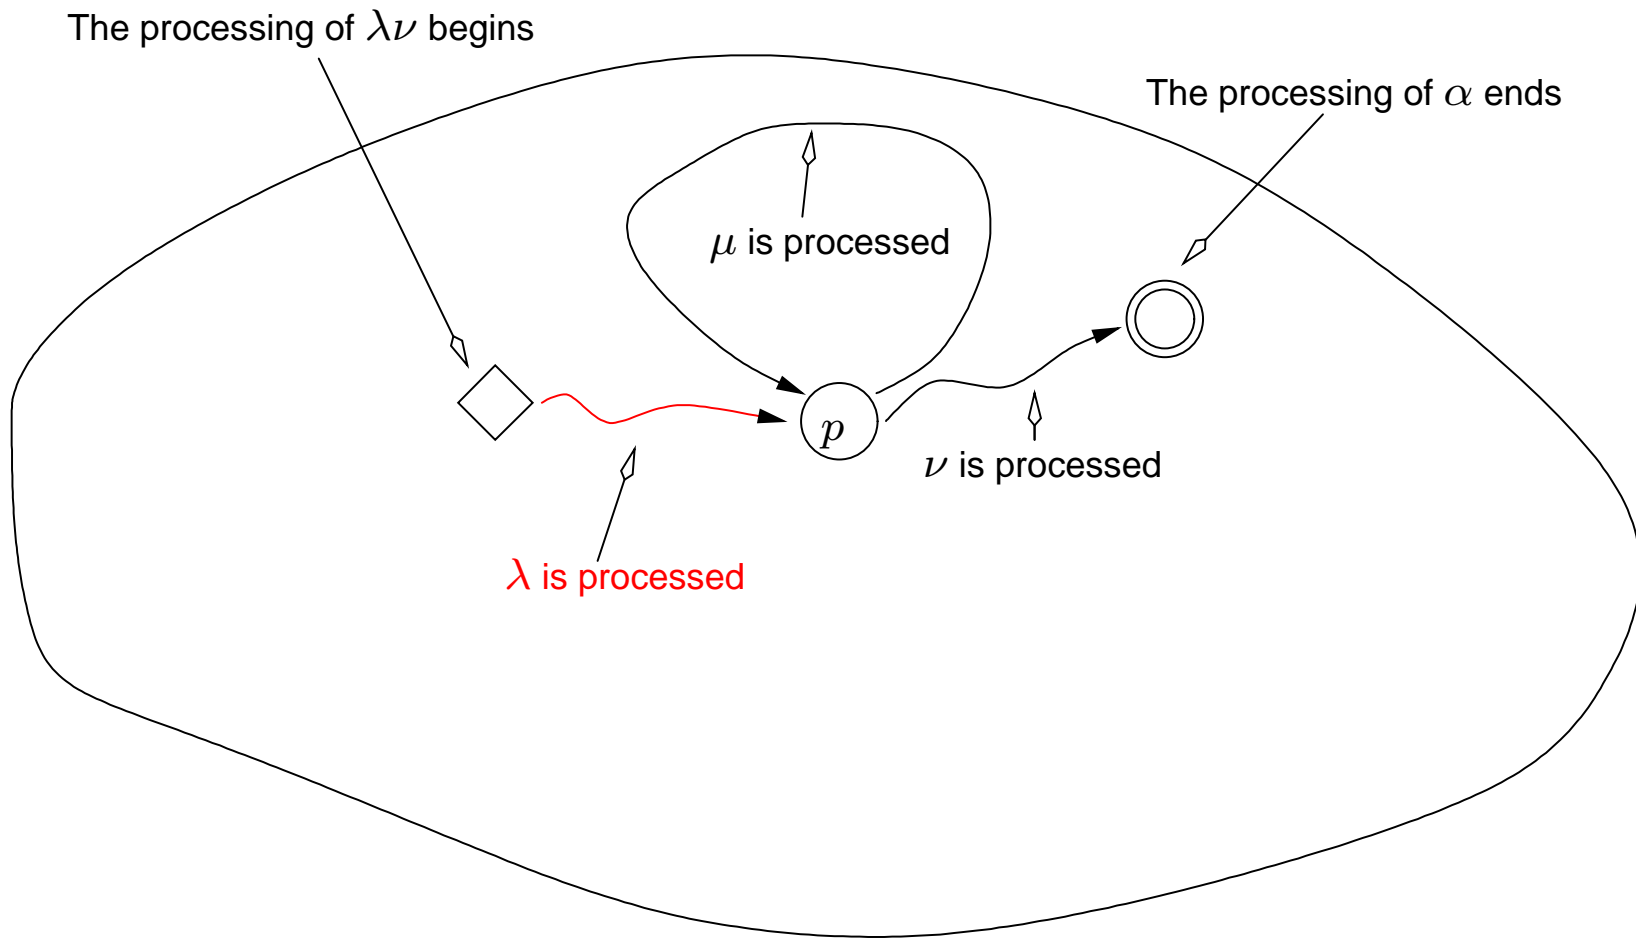 The processing of λν begins
The processing of α ends
μ is processed
p
ν is processed
λ is processed